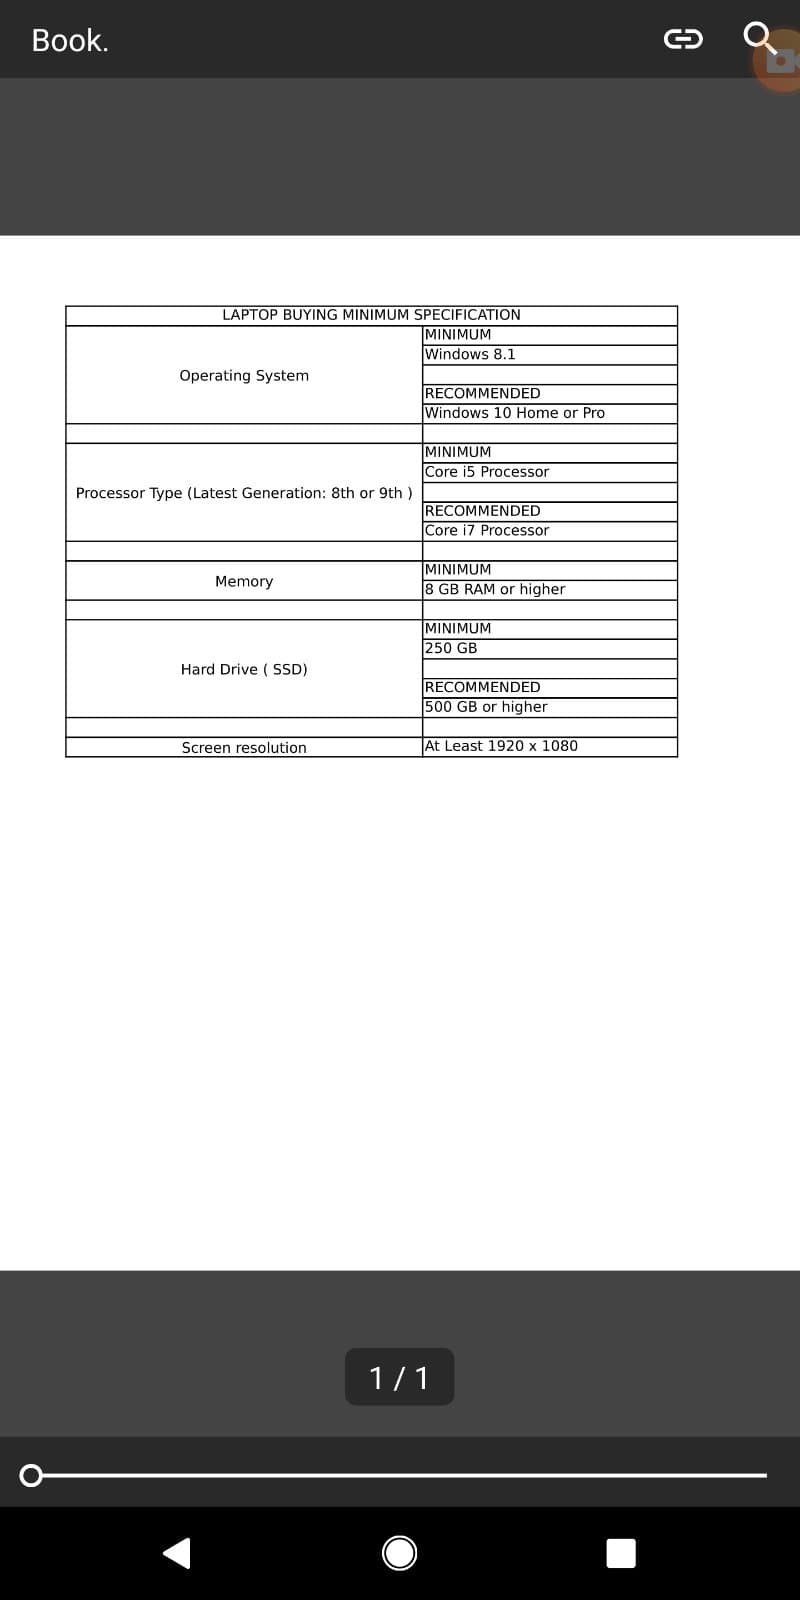 Book.
LAPTOP BUYING MINIMUM SPECIFICATION
Operating System
MINIMUM
Windows 8.1
RECOMMENDED
Windows 10 Home or Pro
Processor Type (Latest Generation: 8th or 9th )
MINIMUM
Core i5 Processor
RECOMMENDED
Core i7 Processor
Memory
MINIMUM
8 GB RAM or higher
Hard Drive ( SSD)
MINIMUM
250 GB
RECOMMENDED
500 GB or higher
Screen resolution
At Least 1920 x 1080
1 / 1